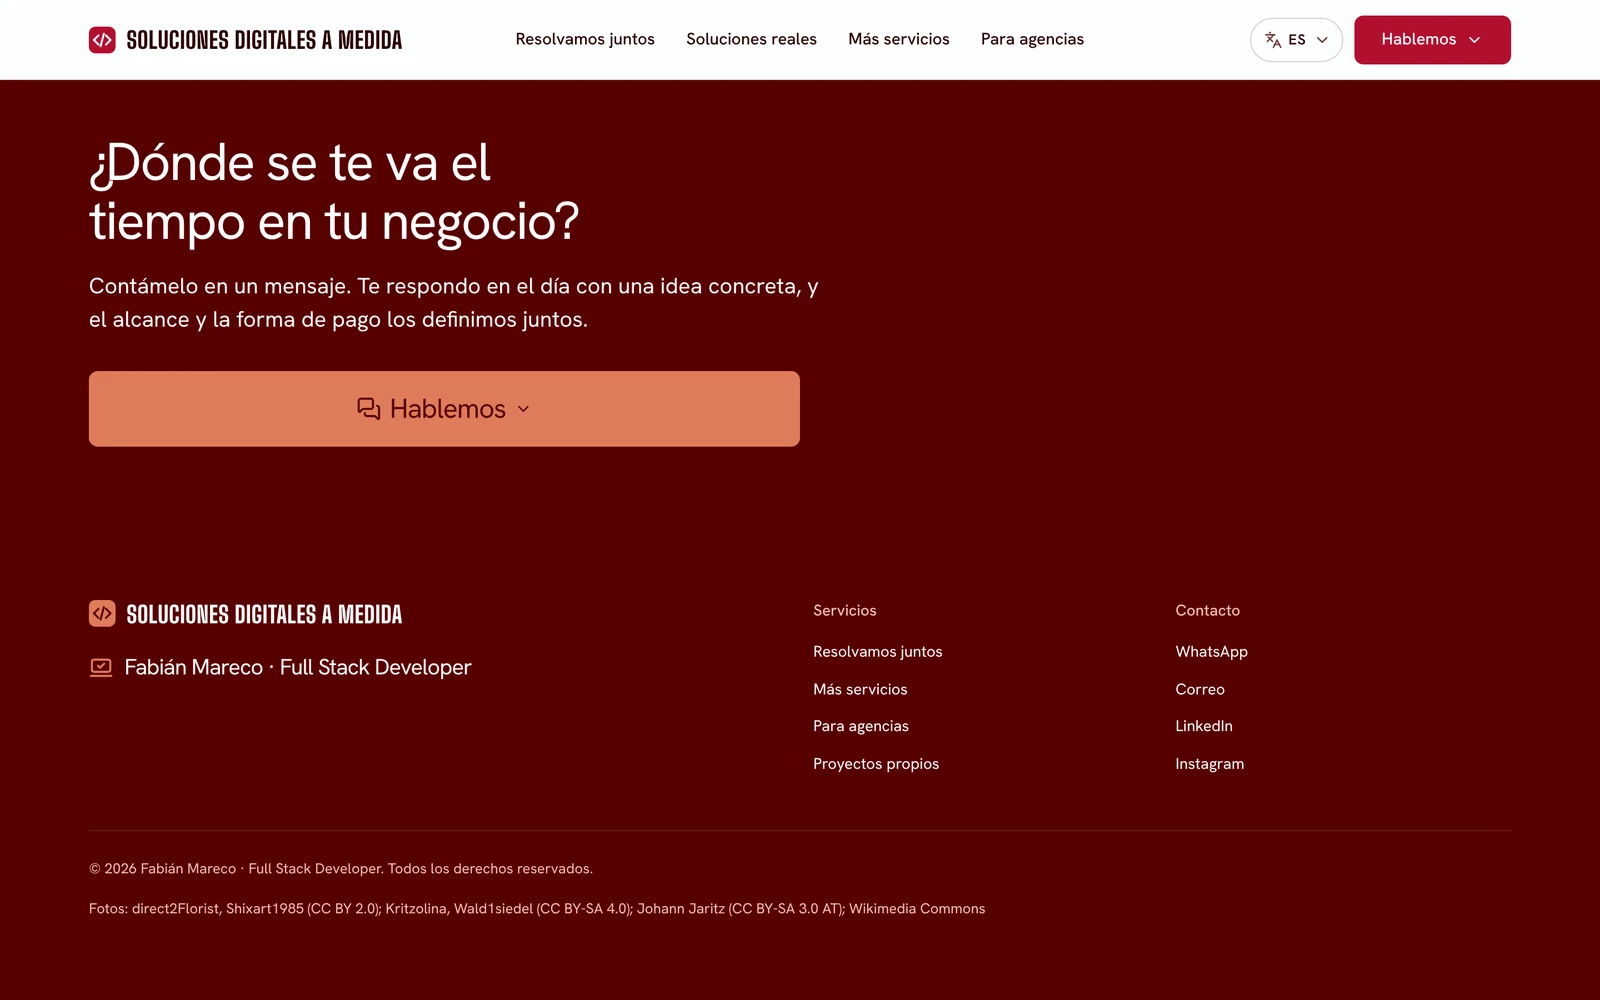 SOLUCIONES DIGITALES A MEDIDA
Resolvamos juntos
Soluciones reales
Más servicios
Para agencias
ES
Hablemos
¿Dónde se te va el
tiempo en tu negocio?
Contámelo en un mensaje. Te respondo en el día con una idea concreta, y
el alcance y la forma de pago los definimos juntos.
Hablemos
SOLUCIONES DIGITALES A MEDIDA
Fabián Mareco · Full Stack Developer
Servicios
Resolvamos juntos
Más servicios
Para agencias
Proyectos propios
Contacto
WhatsApp
Correo
LinkedIn
Instagram
© 2026 Fabián Mareco · Full Stack Developer. Todos los derechos reservados.
Fotos: direct2Florist, Shixart1985 (CC BY 2.0); Kritzolina, Wald1siedel (CC BY-SA 4.0); Johann Jaritz (CC BY-SA 3.0 AT); Wikimedia Commons